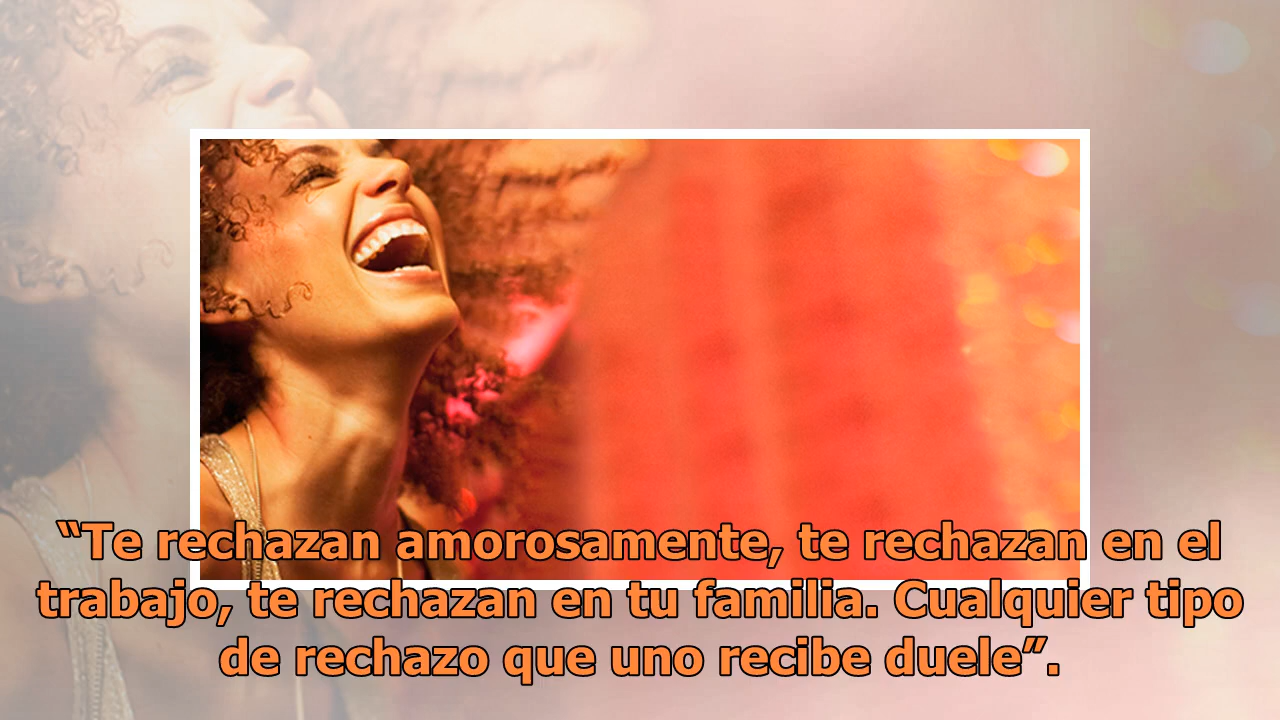 “Te rechazan amorosamente, te rechazan en el
trabajo, te rechazan en tu familia. Cualquier tipo
de rechazo que uno recibe duele”.